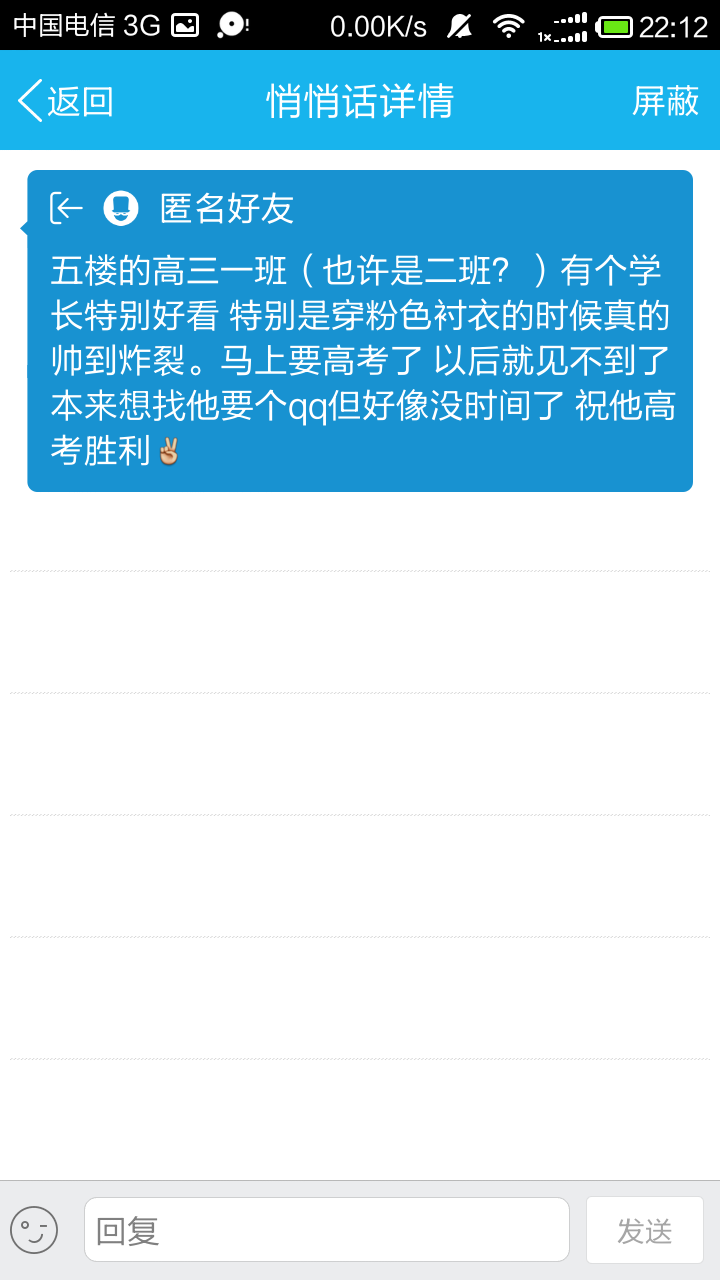 中国电信 3G 0.00K/s 1× 22:12
返回 悄悄话详情 屏蔽
匿名好友
五楼的高三一班（也许是二班？）有个学
长特别好看 特别是穿粉色衬衣的时候真的
帅到炸裂。马上要高考了 以后就见不到了
本来想找他要个qq但好像没时间了 祝他高
考胜利✌
回复 发送